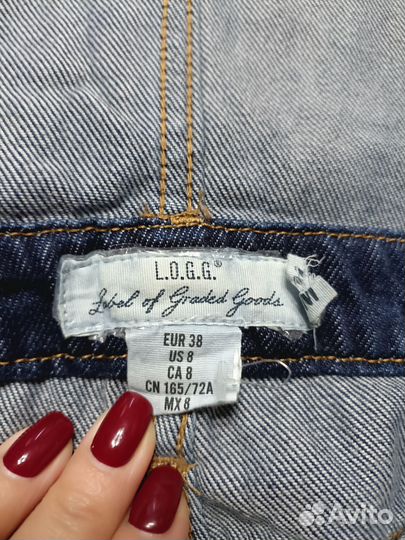 L.O.G.G.®
Label of Graded Goods
EUR 38
US 8
CA 8
CN 165/72A
MX 8
Avito